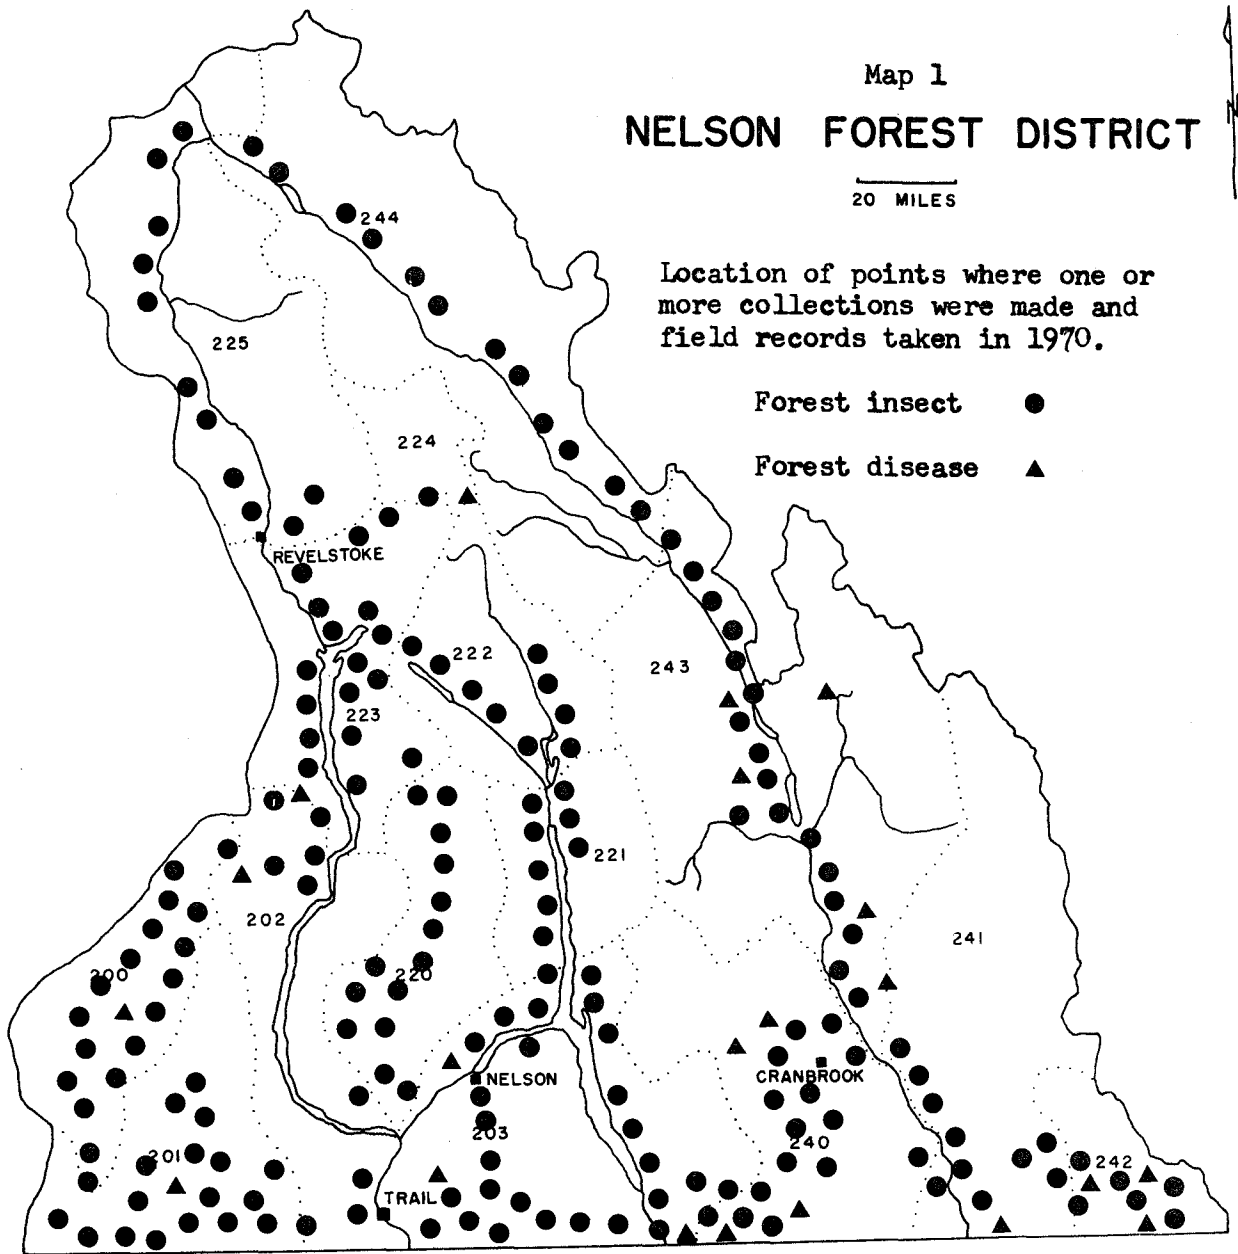 Map 1
NELSON FOREST DISTRICT
20 MILES
N
244
Location of points where one or
more collections were made and
field records taken in 1970.
225
Forest insect
224
Forest disease
REVELSTOKE
222
243
223
221
202
241
200
220
NELSON
CRANBROOK
203
240
201
242
TRAIL